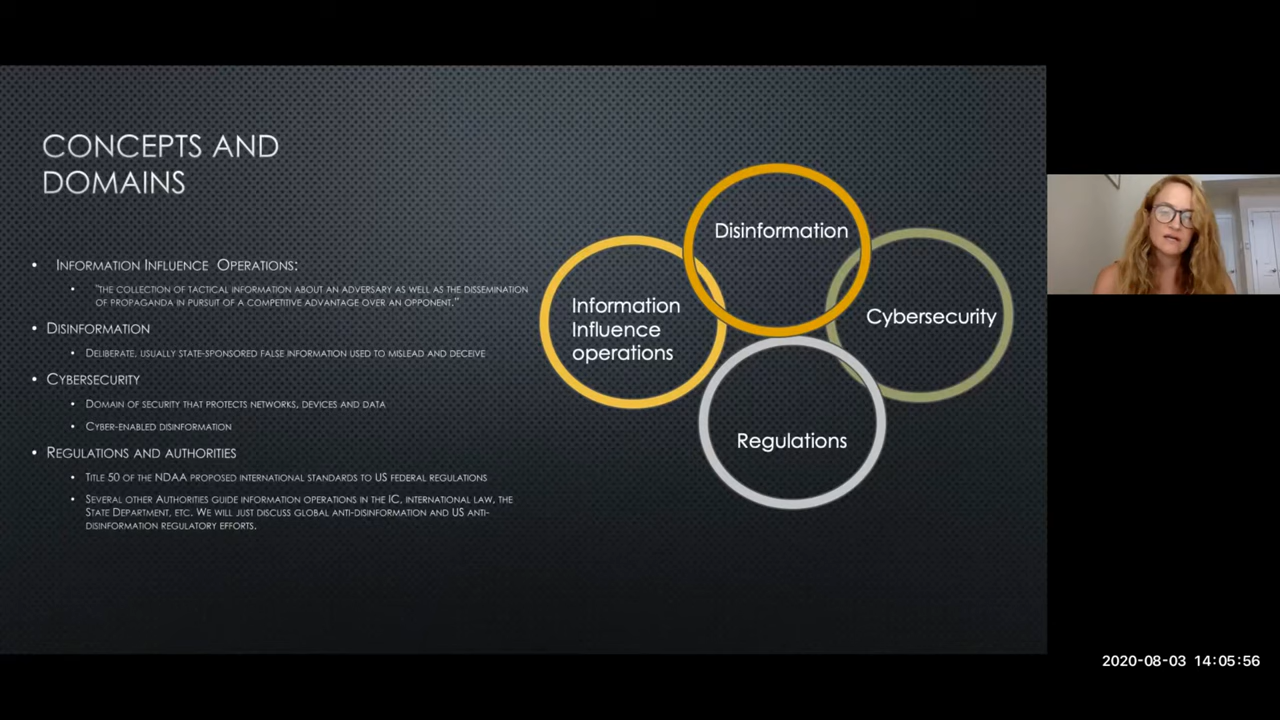 CONCEPTS AND
DOMAINS
• INFORMATION INFLUENCE OPERATIONS:
• "THE COLLECTION OF TACTICAL INFORMATION ABOUT AN ADVERSARY AS WELL AS THE DISSEMINATION
OF PROPAGANDA IN PURSUIT OF A COMPETITIVE ADVANTAGE OVER AN OPPONENT."
• DISINFORMATION
• DELIBERATE, USUALLY STATE-SPONSORED FALSE INFORMATION USED TO MISLEAD AND DECEIVE
• CYBERSECURITY
• DOMAIN OF SECURITY THAT PROTECTS NETWORKS, DEVICES AND DATA
• CYBER-ENABLED DISINFORMATION
• REGULATIONS AND AUTHORITIES
• TITLE 50 OF THE NDAA PROPOSED INTERNATIONAL STANDARDS TO US FEDERAL REGULATIONS
• SEVERAL OTHER AUTHORITIES GUIDE INFORMATION OPERATIONS IN THE IC, INTERNATIONAL LAW, THE
STATE DEPARTMENT, ETC. WE WILL JUST DISCUSS GLOBAL ANTI-DISINFORMATION AND US ANTI-
DISINFORMATION REGULATORY EFFORTS.
Disinformation
Information
Influence
operations
Cybersecurity
Regulations
2020-08-03 14:05:56